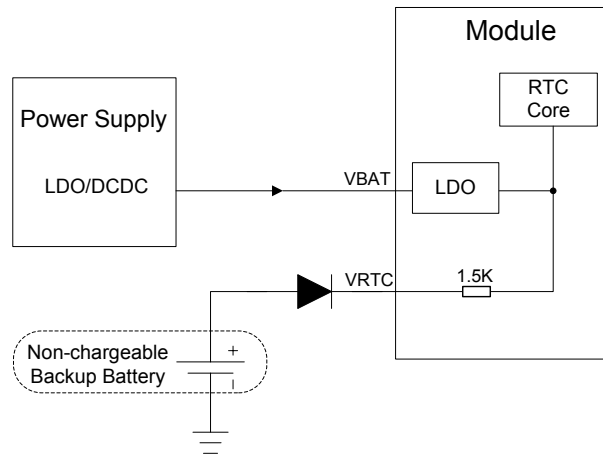 Module
RTC
Core
Power Supply
LDO/DCDC
VBAT
LDO
VRTC
1.5K
Non-chargeable
Backup Battery
+